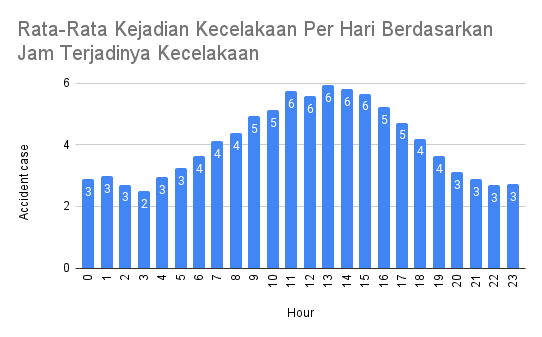 Rata-Rata Kejadian Kecelakaan Per Hari Berdasarkan
Jam Terjadinya Kecelakaan
Accident case
6
4
2
0
3 3 3 2 3 3 4 4 4 5 5 6 6 6 6 6 5 5 4 4 3 3 3 3
0 1 2 3 4 5 6 7 8 9 10 11 12 13 14 15 16 17 18 19 20 21 22 23
Hour